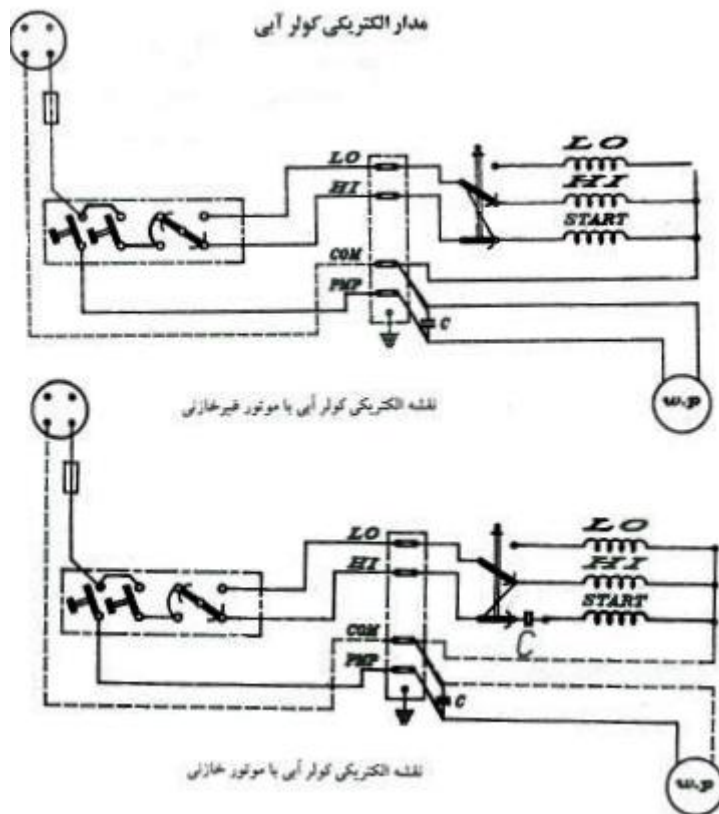 مدار الکتریکی کولر آبی
LO
HI
COM
PMP
C
LO
HI
START
w.p
نقشه الکتریکی کولر آبی با موتور غیرخازنی
LO
HI
COM
PMP
C
LO
HI
START
C
w.p
نقشه الکتریکی کولر آبی با موتور خازنی